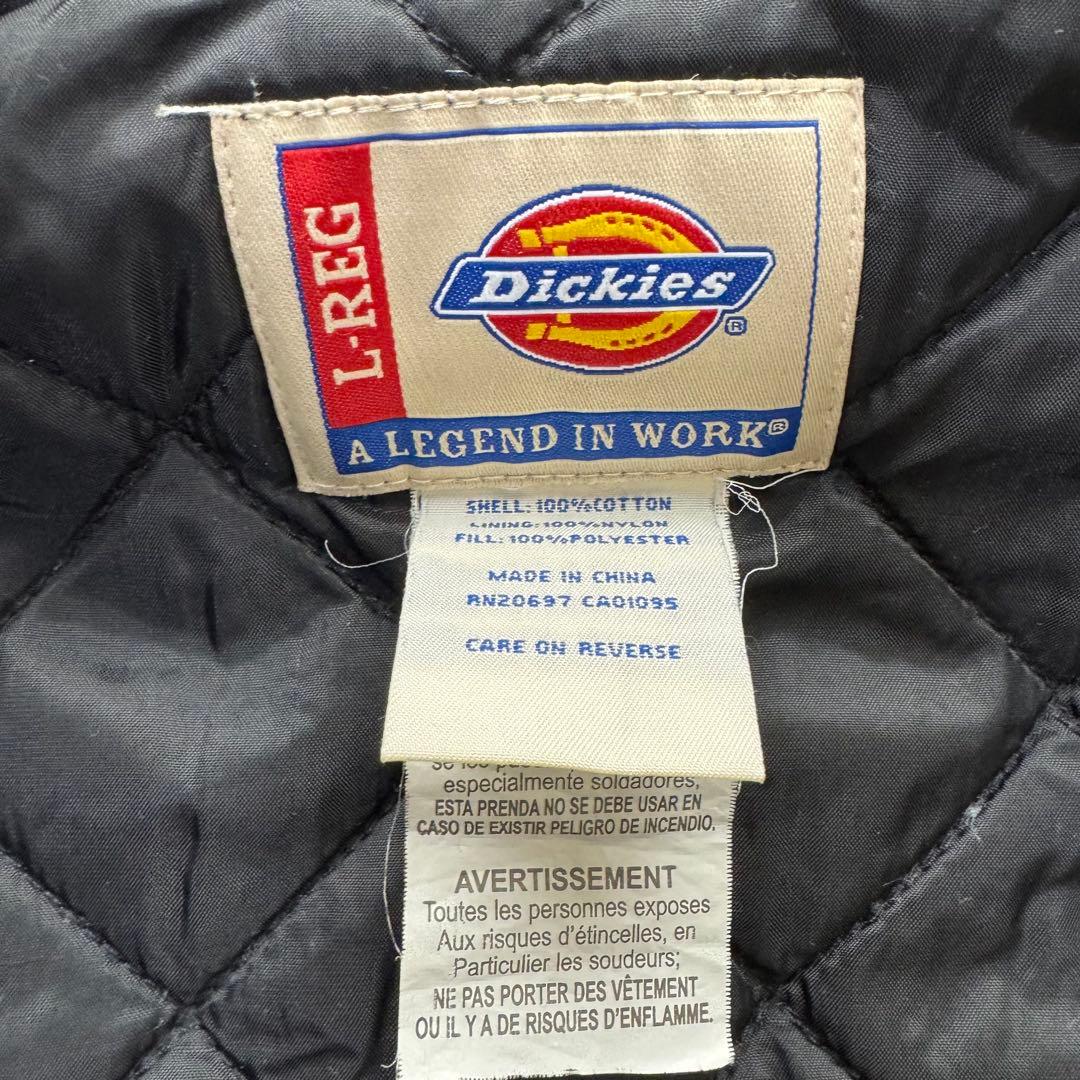 L-REG
Dickies®
A LEGEND IN WORK®
SHELL: 100% COTTON
LINING: 100% NYLON
FILL: 100% POLYESTER
MADE IN CHINA
RN20697 CA01095
CARE ON REVERSE
se los
especialmente soldadores,
ESTA PRENDA NO SE DEBE USAR EN
CASO DE EXISTIR PELIGRO DE INCENDIO.
AVERTISSEMENT
Toutes les personnes exposes
Aux risques d'étincelles, en
Particulier les soudeurs;
NE PAS PORTER DES VÊTEMENT
OU IL Y A DE RISQUES D'ENFLAMME.